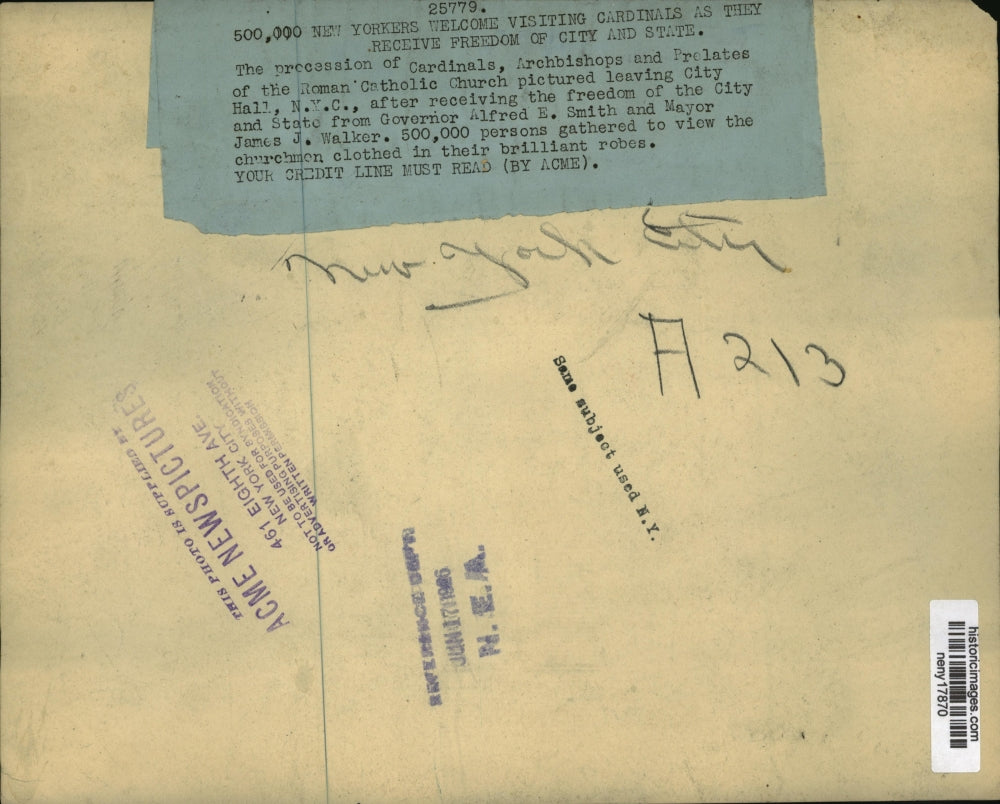 25779.
500,000 NEW YORKERS WELCOME VISITING CARDINALS AS THEY
RECEIVE FREEDOM OF CITY AND STATE.
The procession of Cardinals, Archbishops and Prelates
of the Roman Catholic Church pictured leaving City
Hall, N.Y.C., after receiving the freedom of the City
and State from Governor Alfred E. Smith and Mayor
James J. Walker. 500,000 persons gathered to view the
churchmen clothed in their brilliant robes.
YOUR CREDIT LINE MUST READ (BY ACME).
New York City
A 213
Same subject used N.Y.
THIS PHOTO IS SUPPLIED BY
ACME NEWSPICTURES
461 EIGHTH AVE.
NEW YORK CITY
NOT TO BE USED FOR SYNDICATION
OR ADVERTISING PURPOSES WITHOUT
WRITTEN PERMISSION
REFERENCE DEPT.
JUN 17 1926
N.E.A.
historicimages.com
neny17870